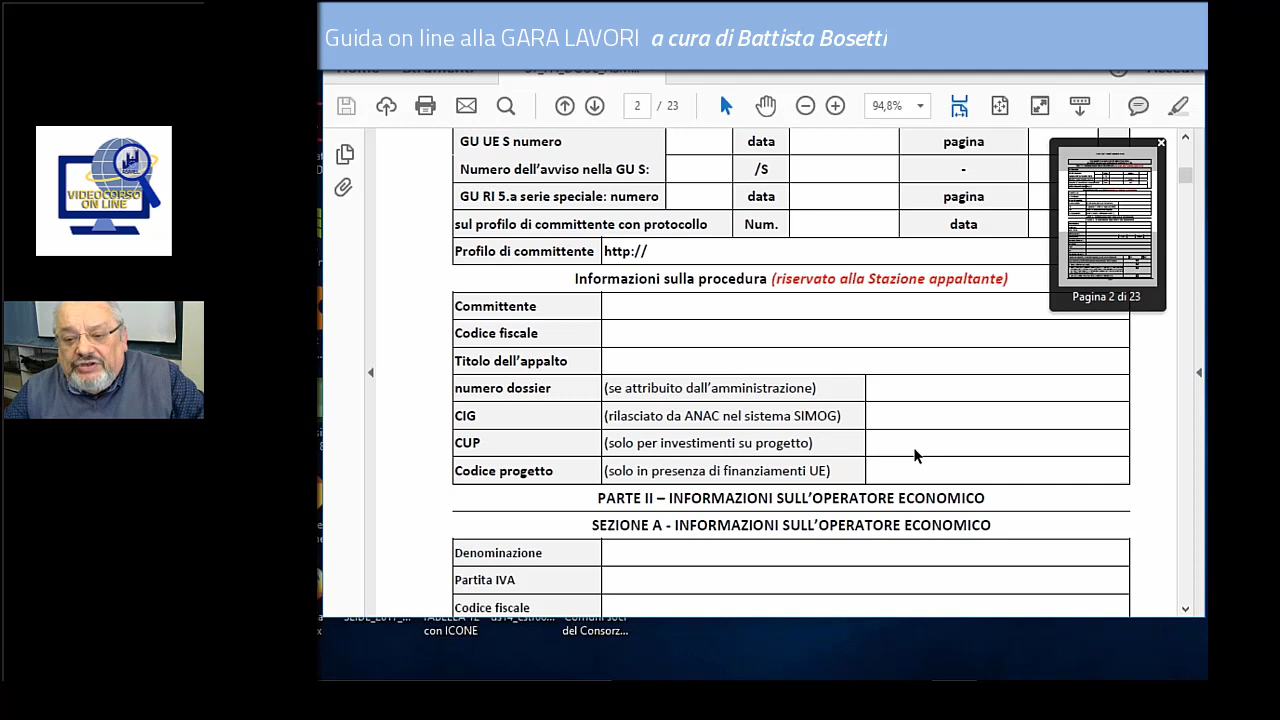 Guida on line alla GARA LAVORI a cura di Battista Bosetti
2 / 23
94,8%
GU UE S numero data pagina
Numero dell'avviso nella GU S: /S -
GU RI 5.a serie speciale: numero data pagina
sul profilo di committente con protocollo Num. data
Profilo di committente http://
Informazioni sulla procedura (riservato alla Stazione appaltante)
Committente
Codice fiscale
Titolo dell'appalto
numero dossier (se attribuito dall'amministrazione)
CIG (rilasciato da ANAC nel sistema SIMOG)
CUP (solo per investimenti su progetto)
Codice progetto (solo in presenza di finanziamenti UE)
PARTE II – INFORMAZIONI SULL'OPERATORE ECONOMICO
SEZIONE A - INFORMAZIONI SULL'OPERATORE ECONOMICO
Denominazione
Partita IVA
Codice fiscale
Pagina 2 di 23
VIDEOCORSO
ON LINE
con ICONE
del Consorz...